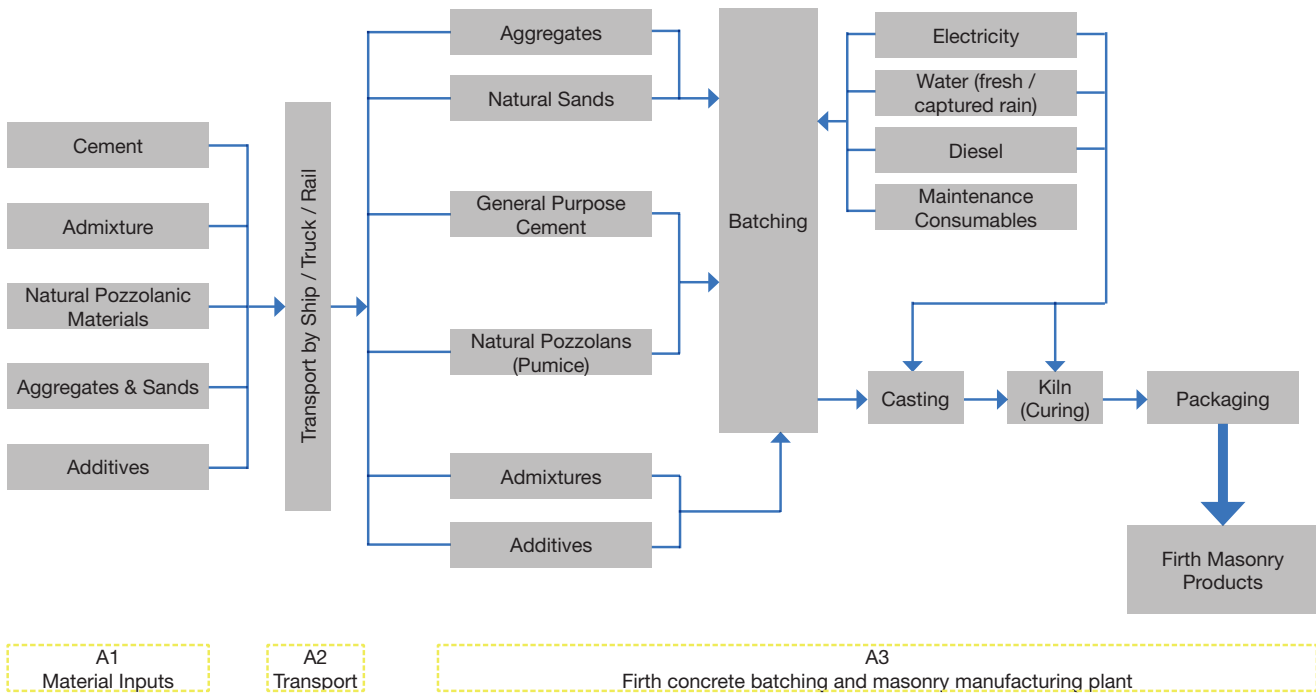 Cement
Admixture
Natural Pozzolanic
Materials
Aggregates & Sands
Additives
Transport by Ship / Truck / Rail
Aggregates
Natural Sands
General Purpose
Cement
Natural Pozzolans
(Pumice)
Admixtures
Additives
Batching
Electricity
Water (fresh /
captured rain)
Diesel
Maintenance
Consumables
Casting
Kiln
(Curing)
Packaging
Firth Masonry
Products
A1
Material Inputs
A2
Transport
A3
Firth concrete batching and masonry manufacturing plant